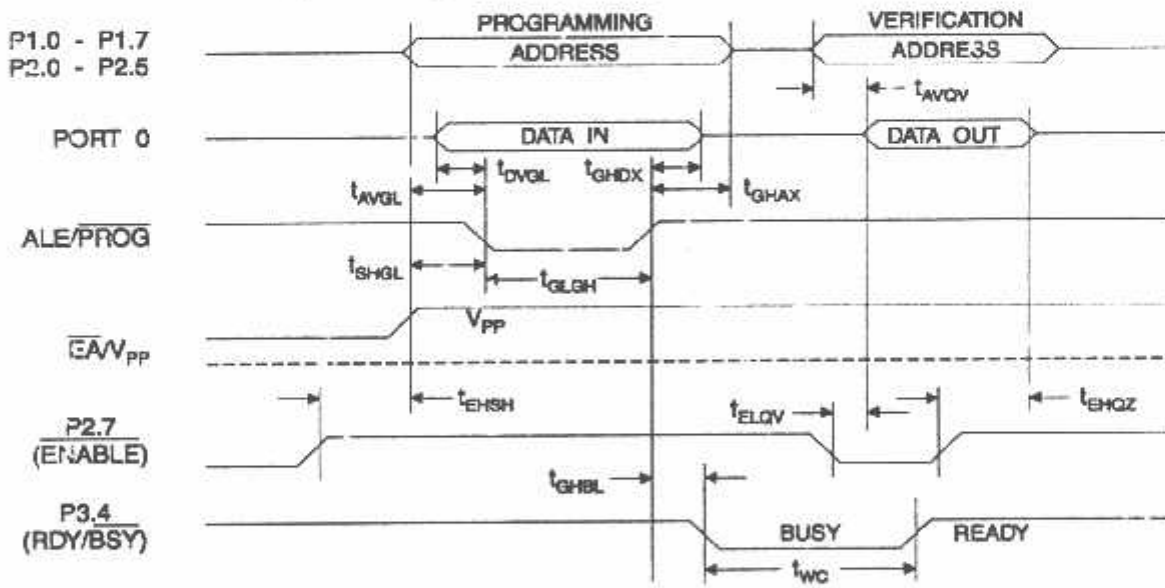 PROGRAMMING
VERIFICATION
P1.0 - P1.7
P2.0 - P2.5
ADDRESS
ADDRESS
tAVQV
PORT 0
DATA IN
DATA OUT
tDVGL
tGHDX
tAVGL
tGHAX
ALE/PROG
tSHGL
tGLGH
VPP
EA/VPP
tEHSH
tELQV
tEHQZ
P2.7
(ENABLE)
tGHBL
P3.4
(RDY/BSY)
BUSY
READY
tWC